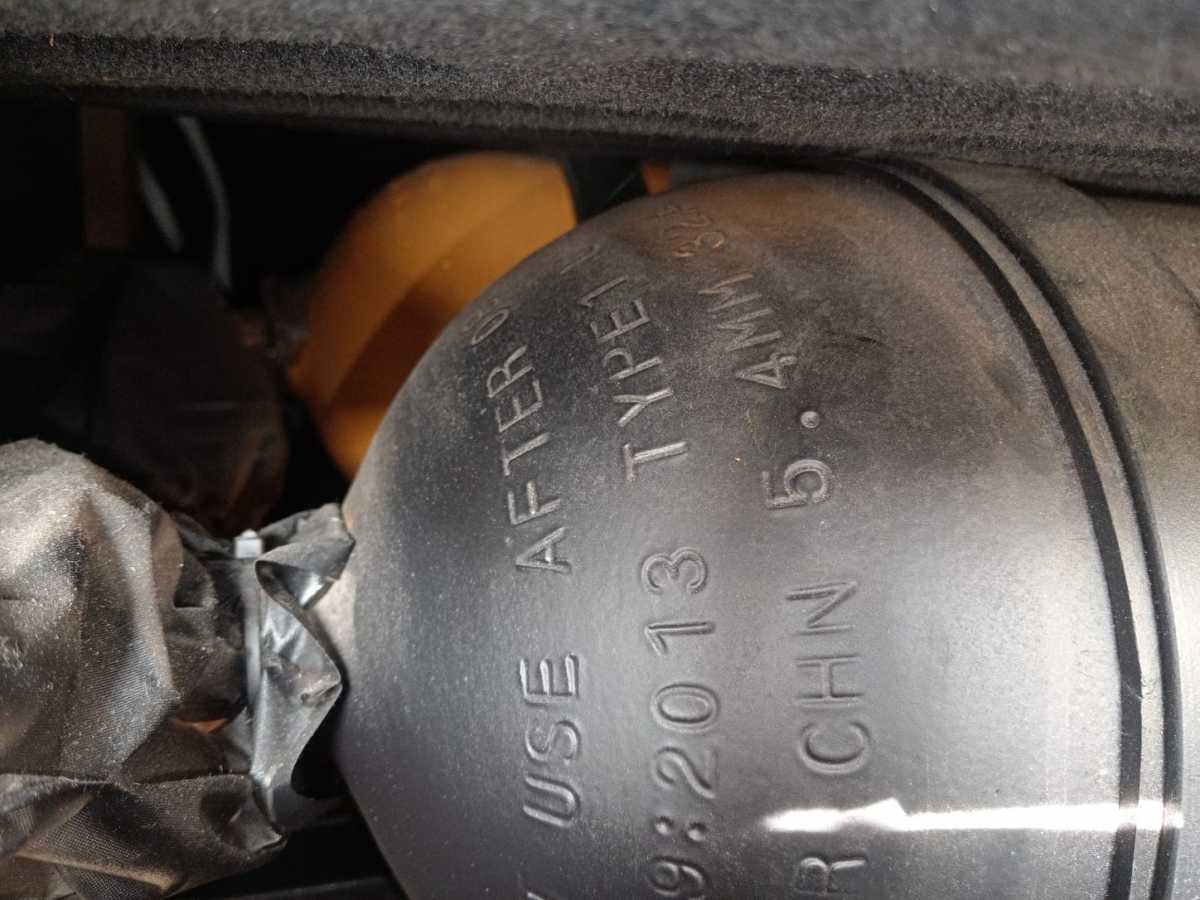 USE AFTER
9:2013 TYPE1
R CHN 5.4MM